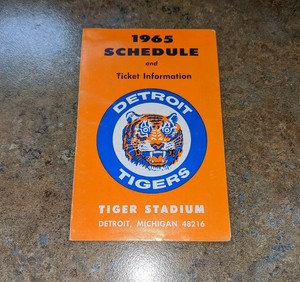 1965
SCHEDULE
and
Ticket Information
DETROIT
TIGERS
TIGER STADIUM
DETROIT, MICHIGAN 48216